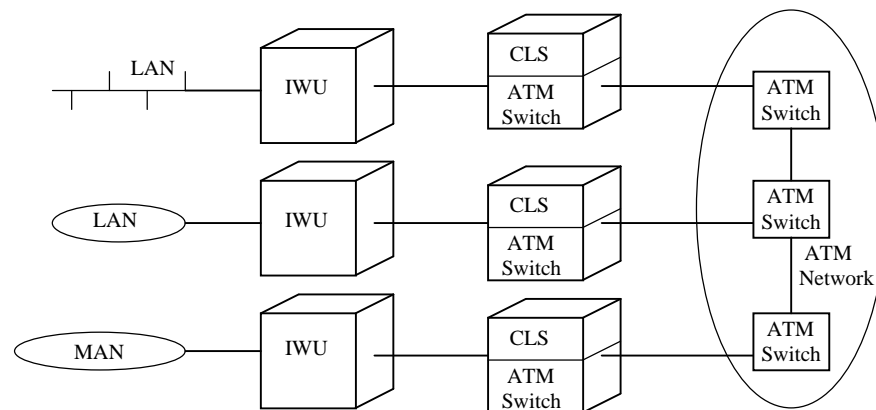 LAN
IWU
CLS
ATM
Switch
ATM
Switch
LAN
IWU
CLS
ATM
Switch
ATM
Switch
ATM
Network
MAN
IWU
CLS
ATM
Switch
ATM
Switch